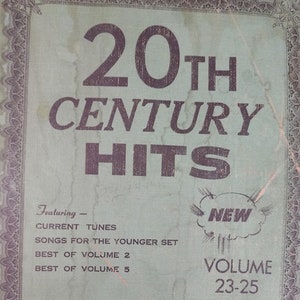 20TH
CENTURY
HITS
Featuring —
CURRENT TUNES
SONGS FOR THE YOUNGER SET
BEST OF VOLUME 2
BEST OF VOLUME 5
NEW
VOLUME
23-25